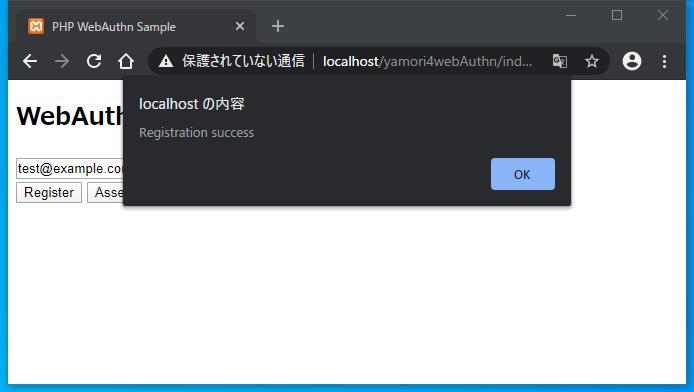 PHP WebAuthn Sample
保護されていない通信 localhost/yamori4webAuthn/ind...
localhost の内容
Registration success
OK
WebAuth
test@example.co
Register
Asse